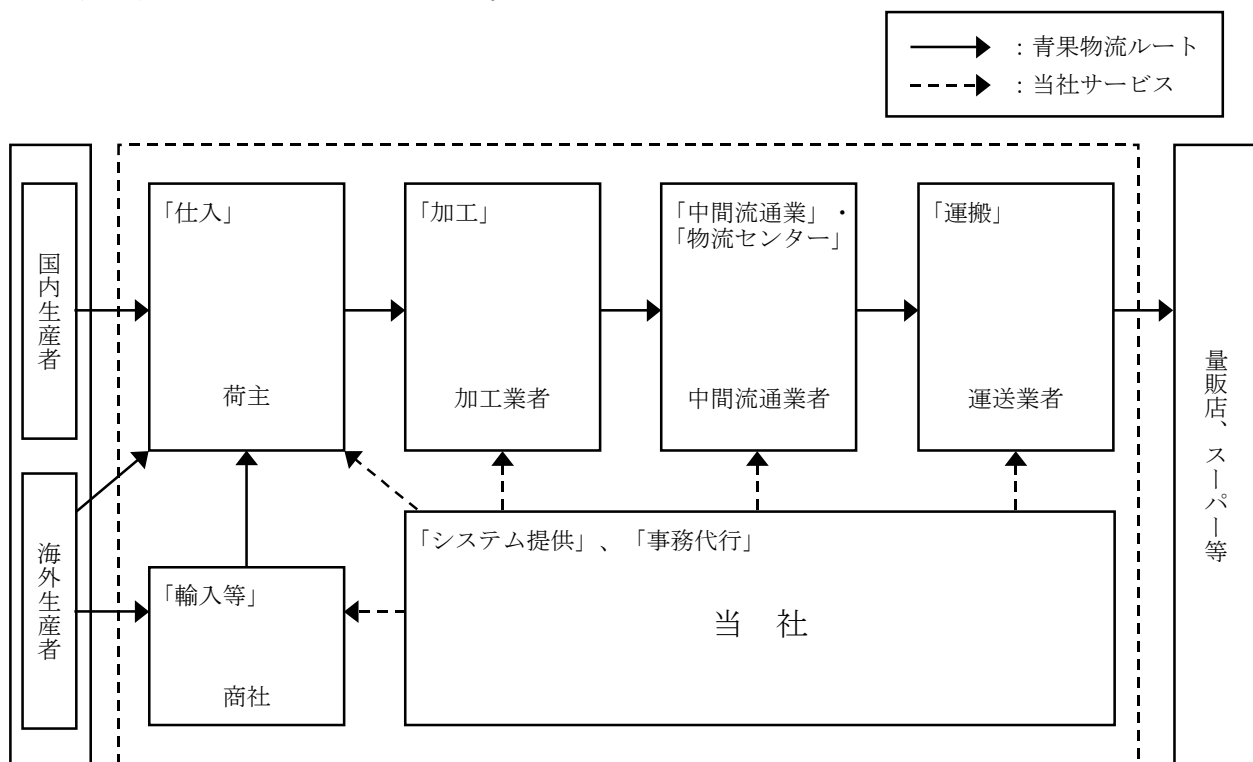 ：青果物流ルート
：当社サービス
国内生産者
海外生産者
「仕入」
荷主
「加工」
加工業者
「中間流通業」・
「物流センター」
中間流通業者
「運搬」
運送業者
「輸入等」
商社
「システム提供」、「事務代行」
当 社
量販店、スーパー等